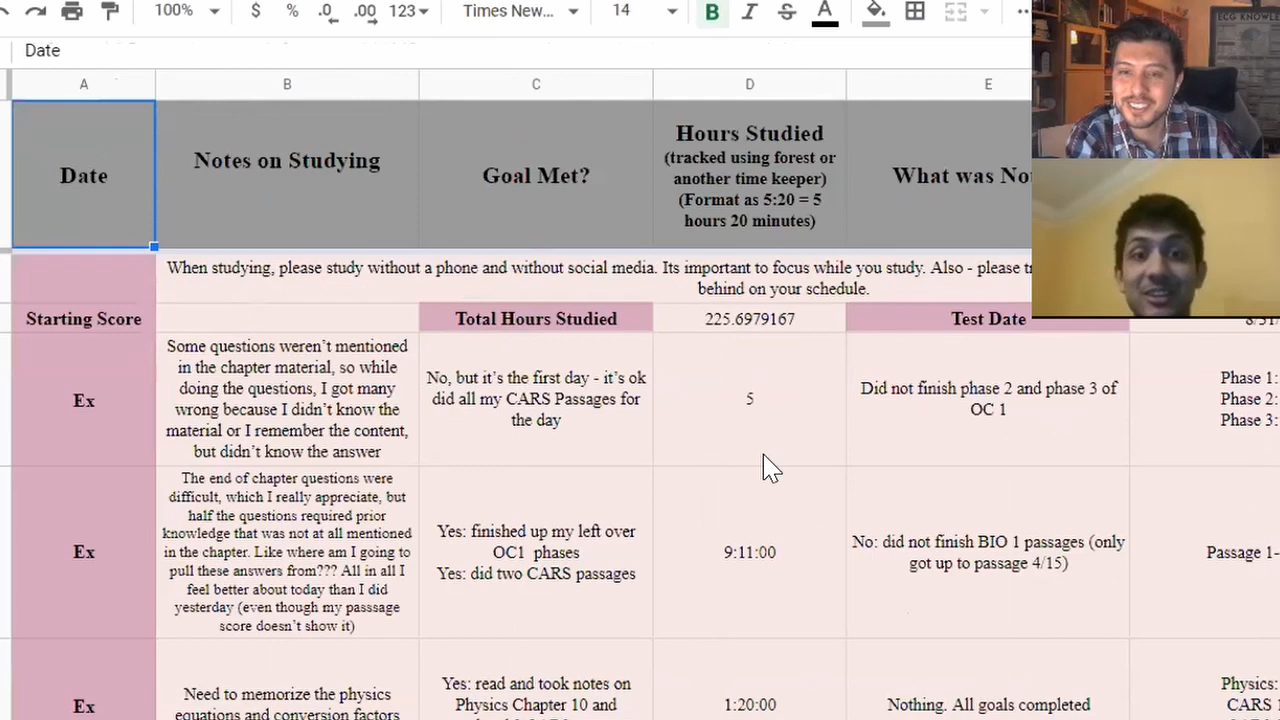 100%
$ % .0 .00 123
Times New...
14
B I S A
Date
A B C D E
Date
Notes on Studying
Goal Met?
Hours Studied
(tracked using forest or
another time keeper)
(Format as 5:20 = 5
hours 20 minutes)
What was No
When studying, please study without a phone and without social media. Its important to focus while you study. Also - please
behind on your schedule.
Starting Score
Total Hours Studied
225.6979167
Test Date
Ex
Some questions weren't mentioned
in the chapter material, so while
doing the questions, I got many
wrong because I didn't know the
material or I remember the content,
but didn't know the answer
No, but it's the first day - it's ok
did all my CARS Passages for
the day
5
Did not finish phase 2 and phase 3 of
OC 1
Phase 1:
Phase 2:
Phase 3:
Ex
The end of chapter questions were
difficult, which I really appreciate, but
half the questions required prior
knowledge that was not at all mentioned
in the chapter. Like where am I going to
pull these answers from??? All in all I
feel better about today than I did
yesterday (even though my passsage
score doesn't show it)
Yes: finished up my left over
OC1 phases
Yes: did two CARS passages
9:11:00
No: did not finish BIO 1 passages (only
got up to passage 4/15)
Passage 1-
Ex
Need to memorize the physics
equations and conversion factors
Yes: read and took notes on
Physics Chapter 10 and
1:20:00
Nothing. All goals completed
Physics:
CARS
ECG KNOWL